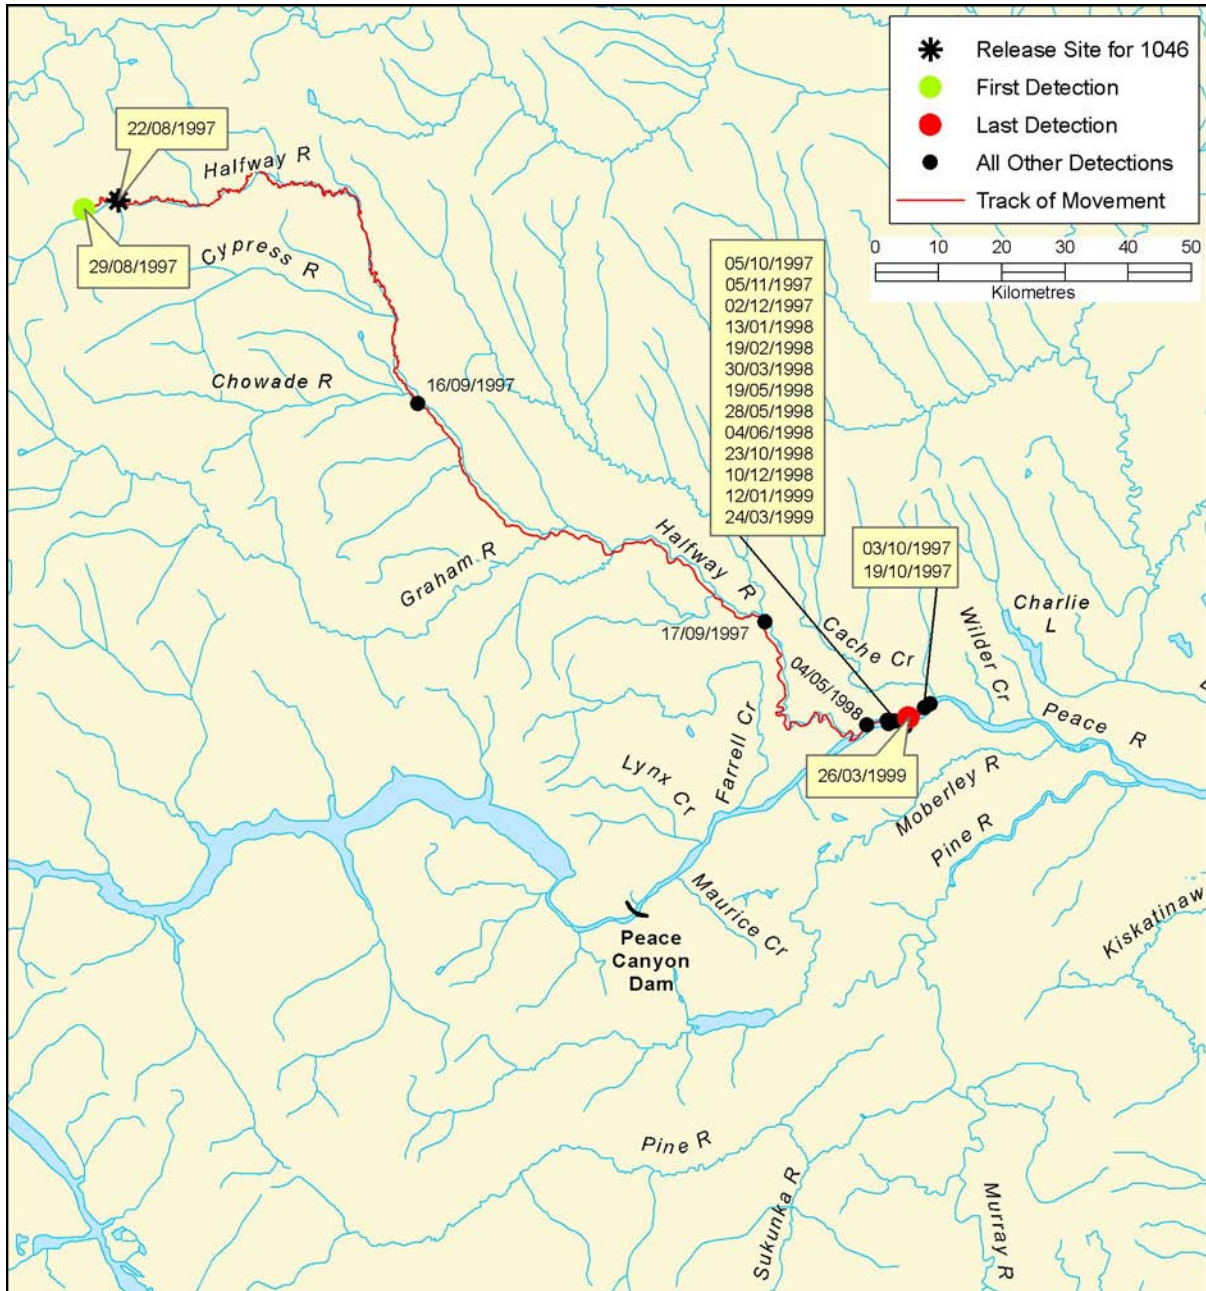 Release Site for 1046
First Detection
Last Detection
All Other Detections
Track of Movement
0 10 20 30 40 50
Kilometres
22/08/1997
Halfway R
29/08/1997
Cypress R
Chowade R
16/09/1997
05/10/1997
05/11/1997
02/12/1997
13/01/1998
19/02/1998
30/03/1998
19/05/1998
28/05/1998
04/06/1998
23/10/1998
10/12/1998
12/01/1999
24/03/1999
03/10/1997
19/10/1997
Graham R
Halfway R
17/09/1997
Cache Cr
Wilder Cr
Charlie
L
04/05/1998
Peace R
26/03/1999
Farrell Cr
Lynx Cr
Moberley R
Pine R
Maurice Cr
Kiskatinaw
Peace
Canyon
Dam
Pine R
Sukunka R
Murray R